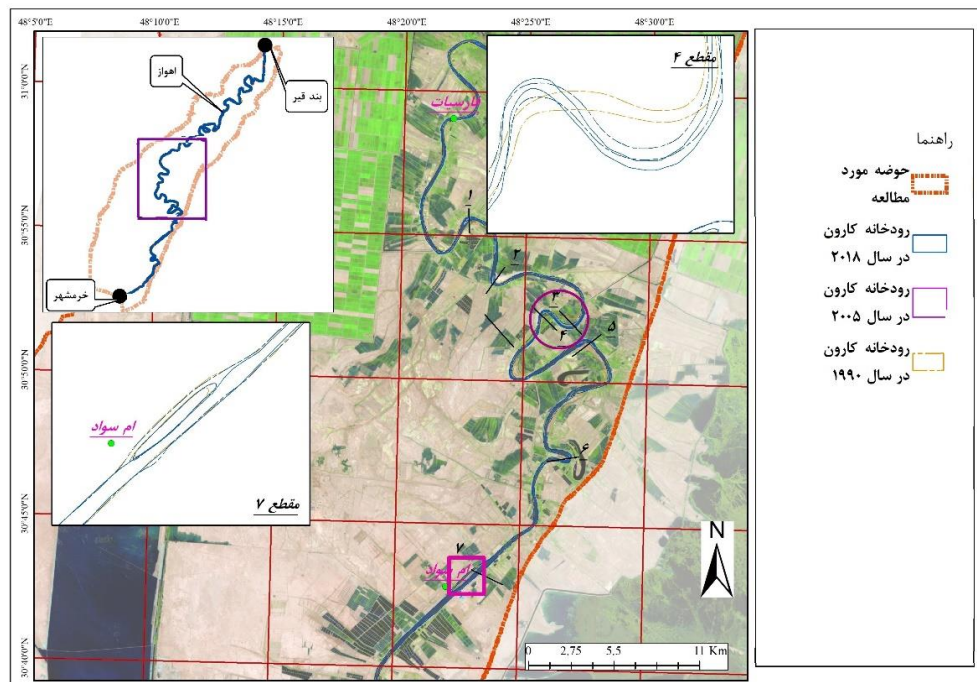 48°5'0"E 48°10'0"E 48°15'0"E 48°20'0"E 48°25'0"E 48°30'0"E
31°0'0"N
30°55'0"N
30°50'0"N
30°45'0"N
30°40'0"N
اهواز
بند قیر
خرمشهر
مقطع ۴
۱
۲
۳
۴
۵
۶
۷
ام سواد
ام سواد
مقطع ۷
N
0 2.75 5.5 11 Km
راهنما
حوضه مورد
مطالعه
رودخانه کارون
در سال ۲۰۱۸
رودخانه کارون
در سال ۲۰۰۵
رودخانه کارون
در سال ۱۹۹۰